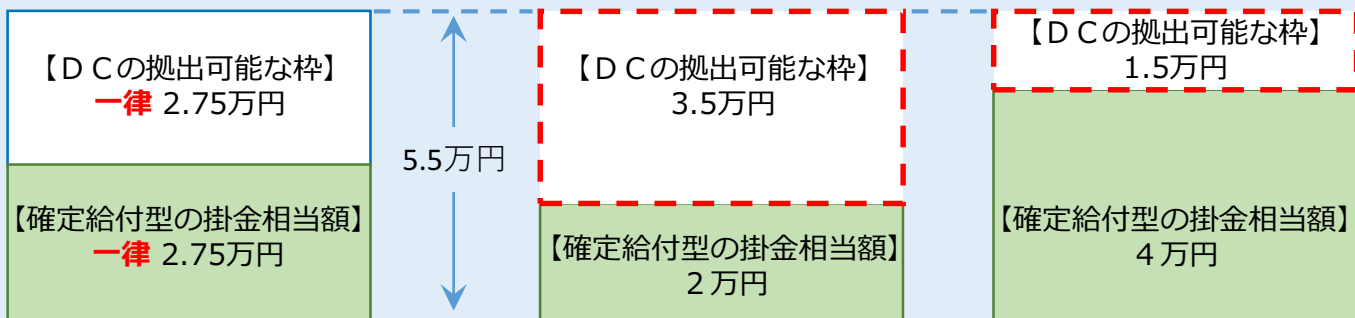 【ＤＣの拠出可能な枠】
一律 2.75万円
【確定給付型の掛金相当額】
一律 2.75万円
5.5万円
【ＤＣの拠出可能な枠】
3.5万円
【確定給付型の掛金相当額】
２万円
【ＤＣの拠出可能な枠】
1.5万円
【確定給付型の掛金相当額】
４万円